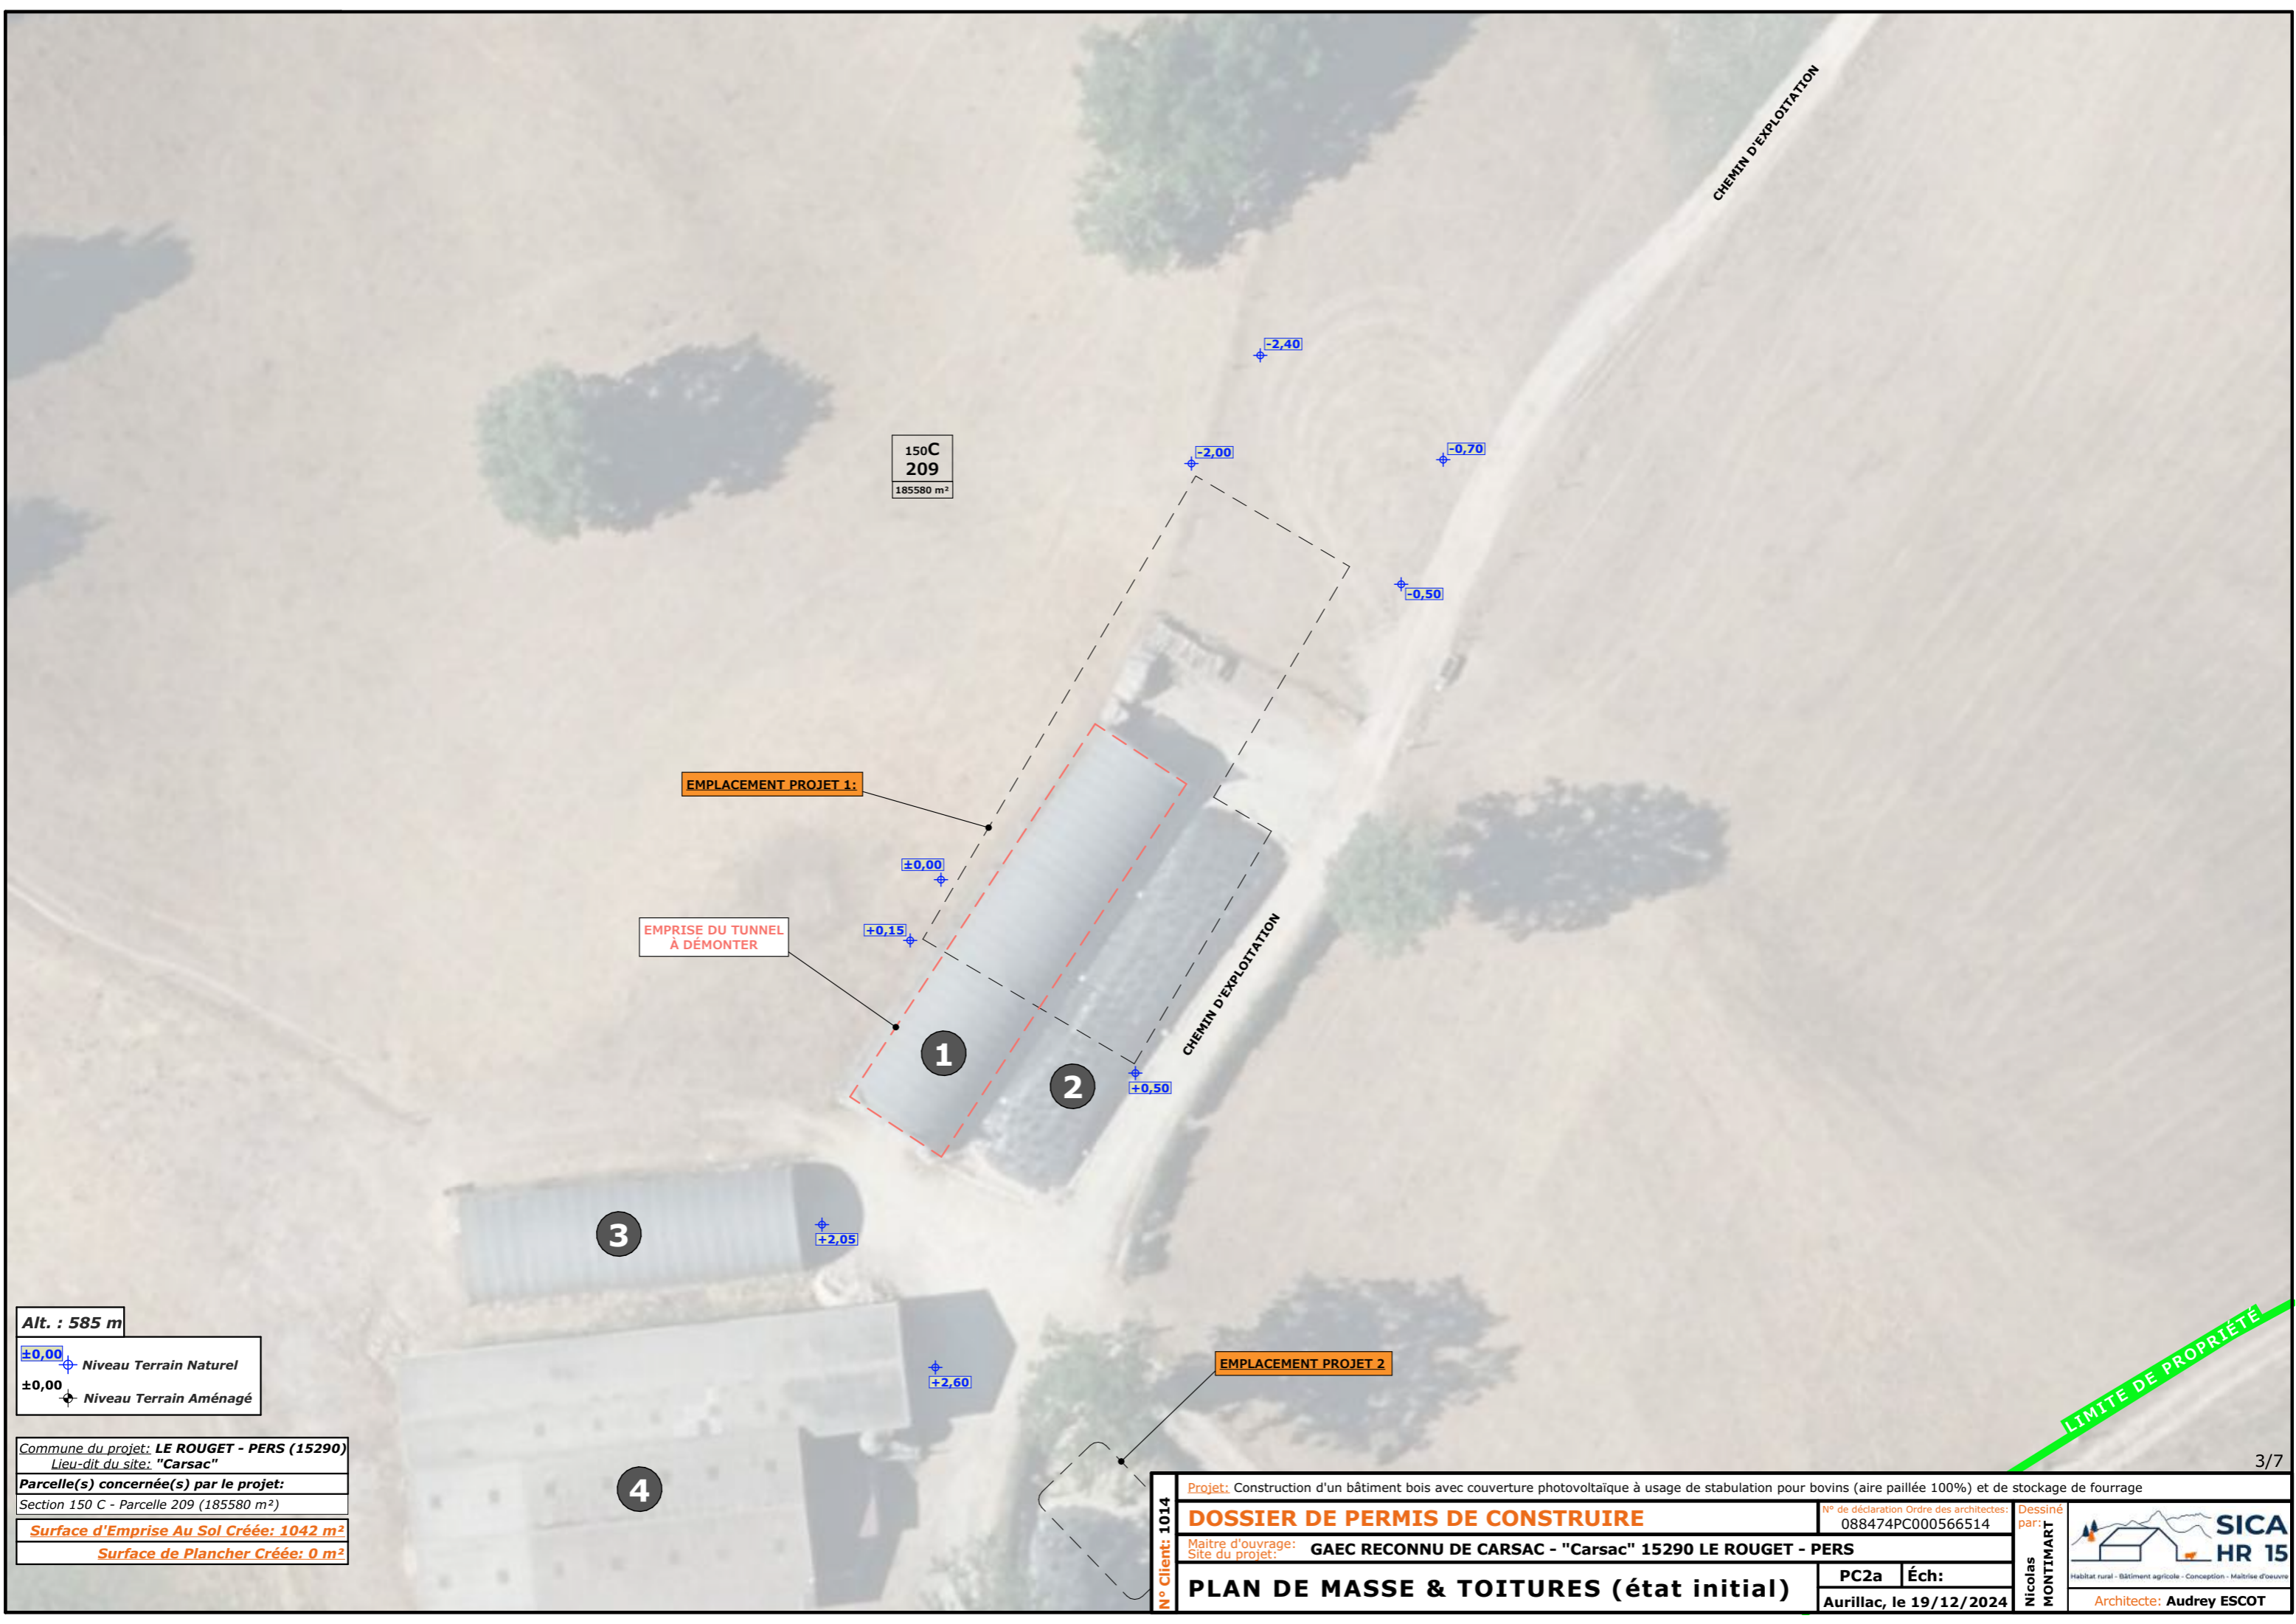 CHEMIN D'EXPLOITATION
-2,40
-2,00
-0,70
150C
209
185580 m²
-0,50
EMPLACEMENT PROJET 1:
±0,00
EMPRISE DU TUNNEL
À DÉMONTER
+0,15
CHEMIN D'EXPLOITATION
1
2
+0,50
3
+2,05
+2,60
EMPLACEMENT PROJET 2
4
LIMITE DE PROPRIÉTÉ
Alt. : 585 m
±0,00 Niveau Terrain Naturel
±0,00 Niveau Terrain Aménagé
Commune du projet: LE ROUGET - PERS (15290)
Lieu-dit du site: "Carsac"
Parcelle(s) concernée(s) par le projet:
Section 150 C - Parcelle 209 (185580 m²)
Surface d'Emprise Au Sol Créée: 1042 m²
Surface de Plancher Créée: 0 m²
3/7
N° Client: 1014
Projet: Construction d'un bâtiment bois avec couverture photovoltaïque à usage de stabulation pour bovins (aire paillée 100%) et de stockage de fourrage
DOSSIER DE PERMIS DE CONSTRUIRE
N° de déclaration Ordre des architectes:
088474PC000566514
Maitre d'ouvrage:
Site du projet:
GAEC RECONNU DE CARSAC - "Carsac" 15290 LE ROUGET - PERS
PLAN DE MASSE & TOITURES (état initial)
PC2a
Éch:
Aurillac, le 19/12/2024
Dessiné
par:
Nicolas
MONTIMART
SICA
HR 15
Habitat rural - Bâtiment agricole - Conception - Maîtrise d'oeuvre
Architecte: Audrey ESCOT